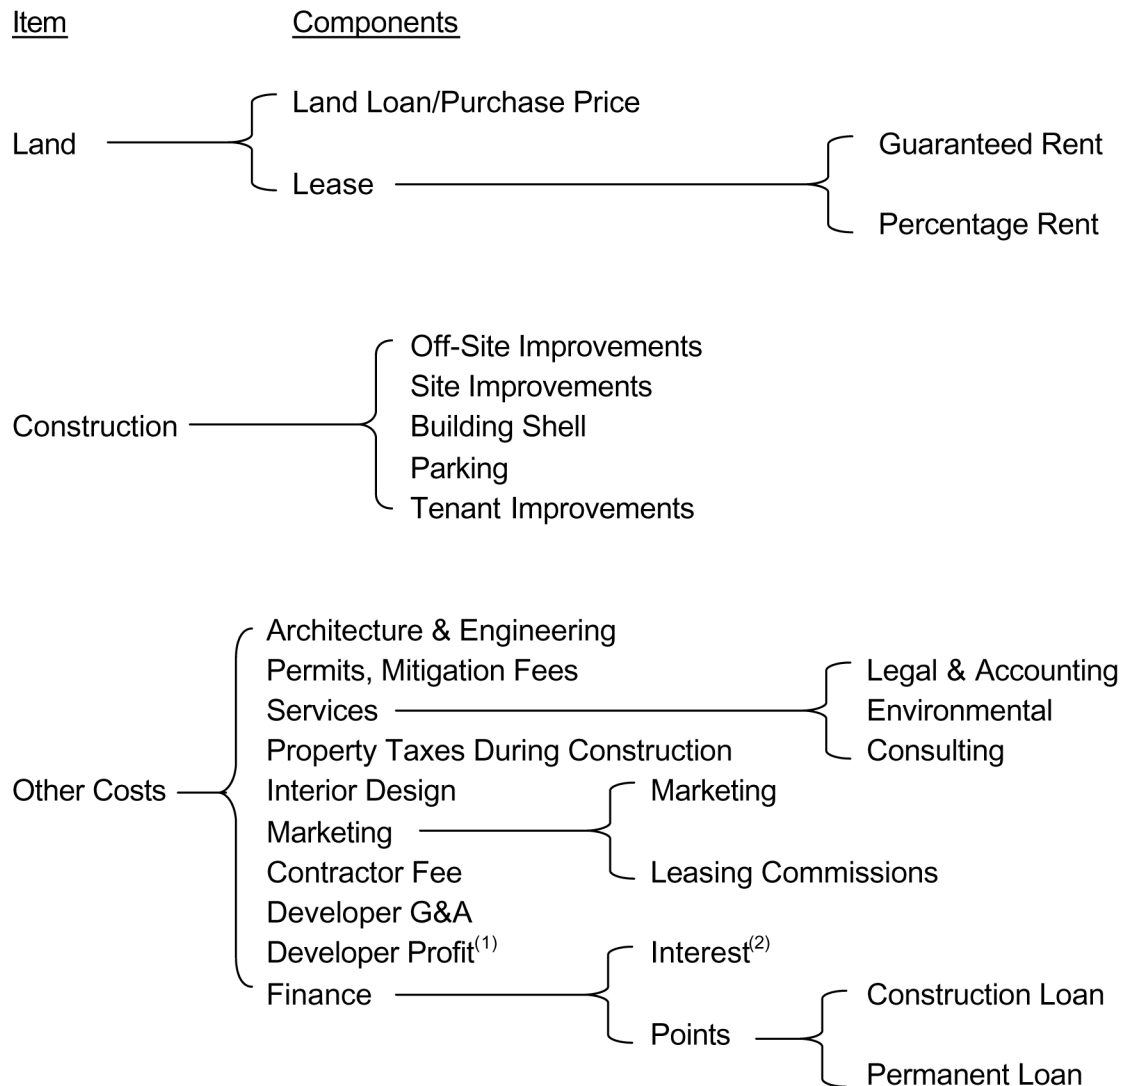 Item Components
Land Loan/Purchase Price
Land Guaranteed Rent
Lease
Percentage Rent
Off-Site Improvements
Site Improvements
Construction Building Shell
Parking
Tenant Improvements
Architecture & Engineering
Permits, Mitigation Fees Legal & Accounting
Services Environmental
Property Taxes During Construction Consulting
Other Costs Interior Design Marketing
Marketing
Contractor Fee Leasing Commissions
Developer G&A
Developer Profit(1) Interest(2)
Finance Construction Loan
Points
Permanent Loan